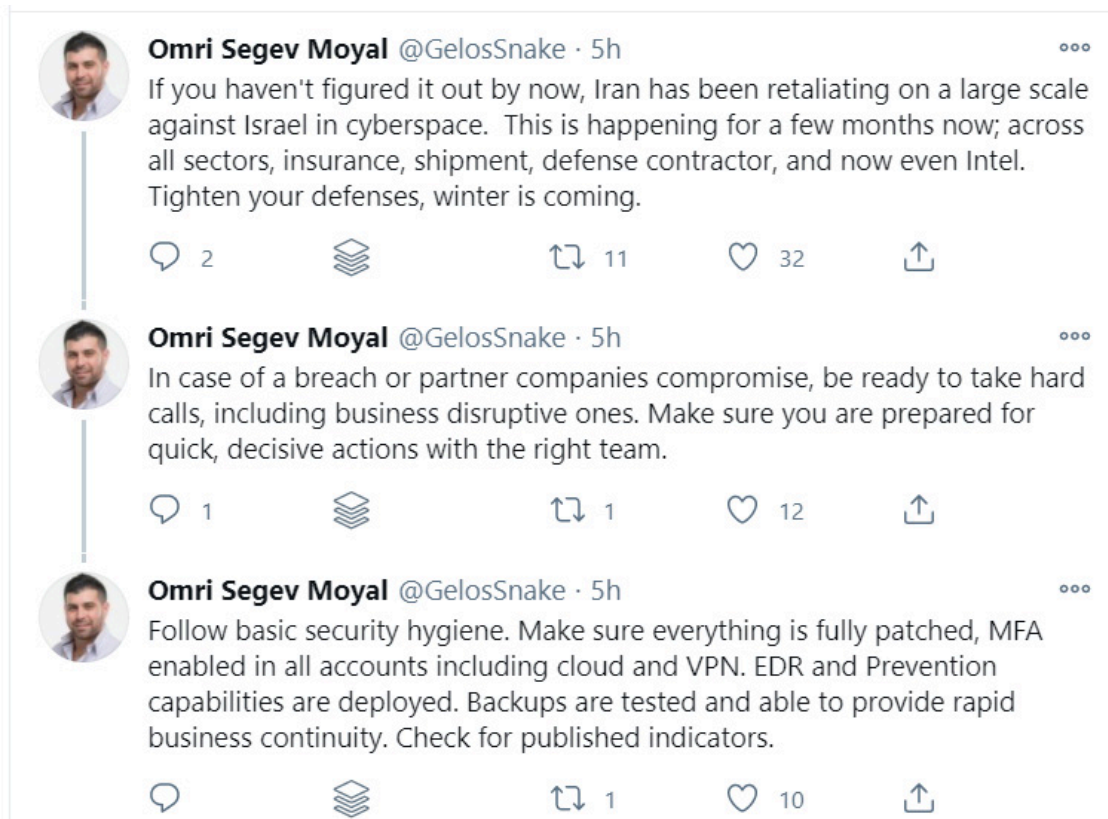 Omri Segev Moyal @GelosSnake · 5h
If you haven't figured it out by now, Iran has been retaliating on a large scale
against Israel in cyberspace.  This is happening for a few months now; across
all sectors, insurance, shipment, defense contractor, and now even Intel.
Tighten your defenses, winter is coming.
2 11 32
Omri Segev Moyal @GelosSnake · 5h
In case of a breach or partner companies compromise, be ready to take hard
calls, including business disruptive ones. Make sure you are prepared for
quick, decisive actions with the right team.
1 1 12
Omri Segev Moyal @GelosSnake · 5h
Follow basic security hygiene. Make sure everything is fully patched, MFA
enabled in all accounts including cloud and VPN. EDR and Prevention
capabilities are deployed. Backups are tested and able to provide rapid
business continuity. Check for published indicators.
1 10